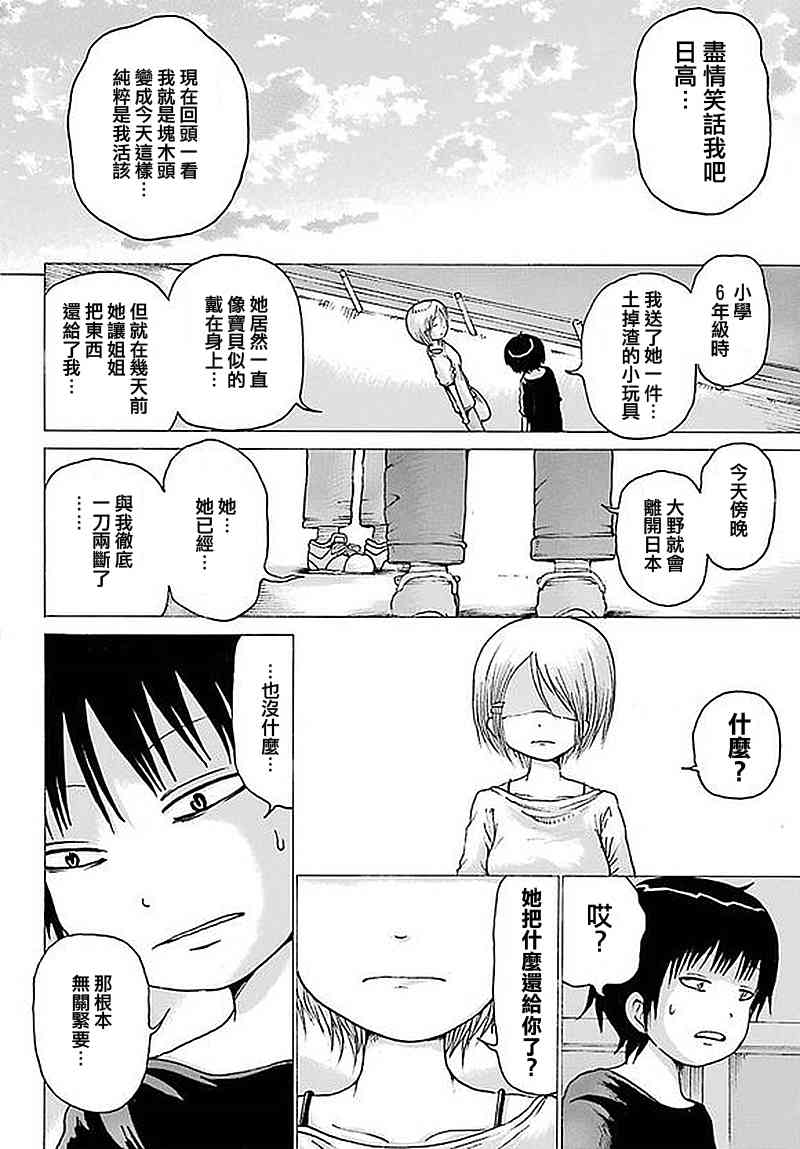 盡情笑話我吧
日高…
現在回頭一看
我就是塊木頭
變成今天這樣…
純粹是我活該
小學
6年級時
我送了她一件…
土掉渣的小玩具
她居然一直
像寶貝似的
戴在身上…
但就在幾天前
她讓姐姐
把東西
還給了我…
今天傍晚
大野就會
離開日本
她…
她已經…
與我徹底
一刀兩斷了
……
什麼？
…也沒什麼…
哎？
她把什麼還給你了？
那根本
無關緊要…